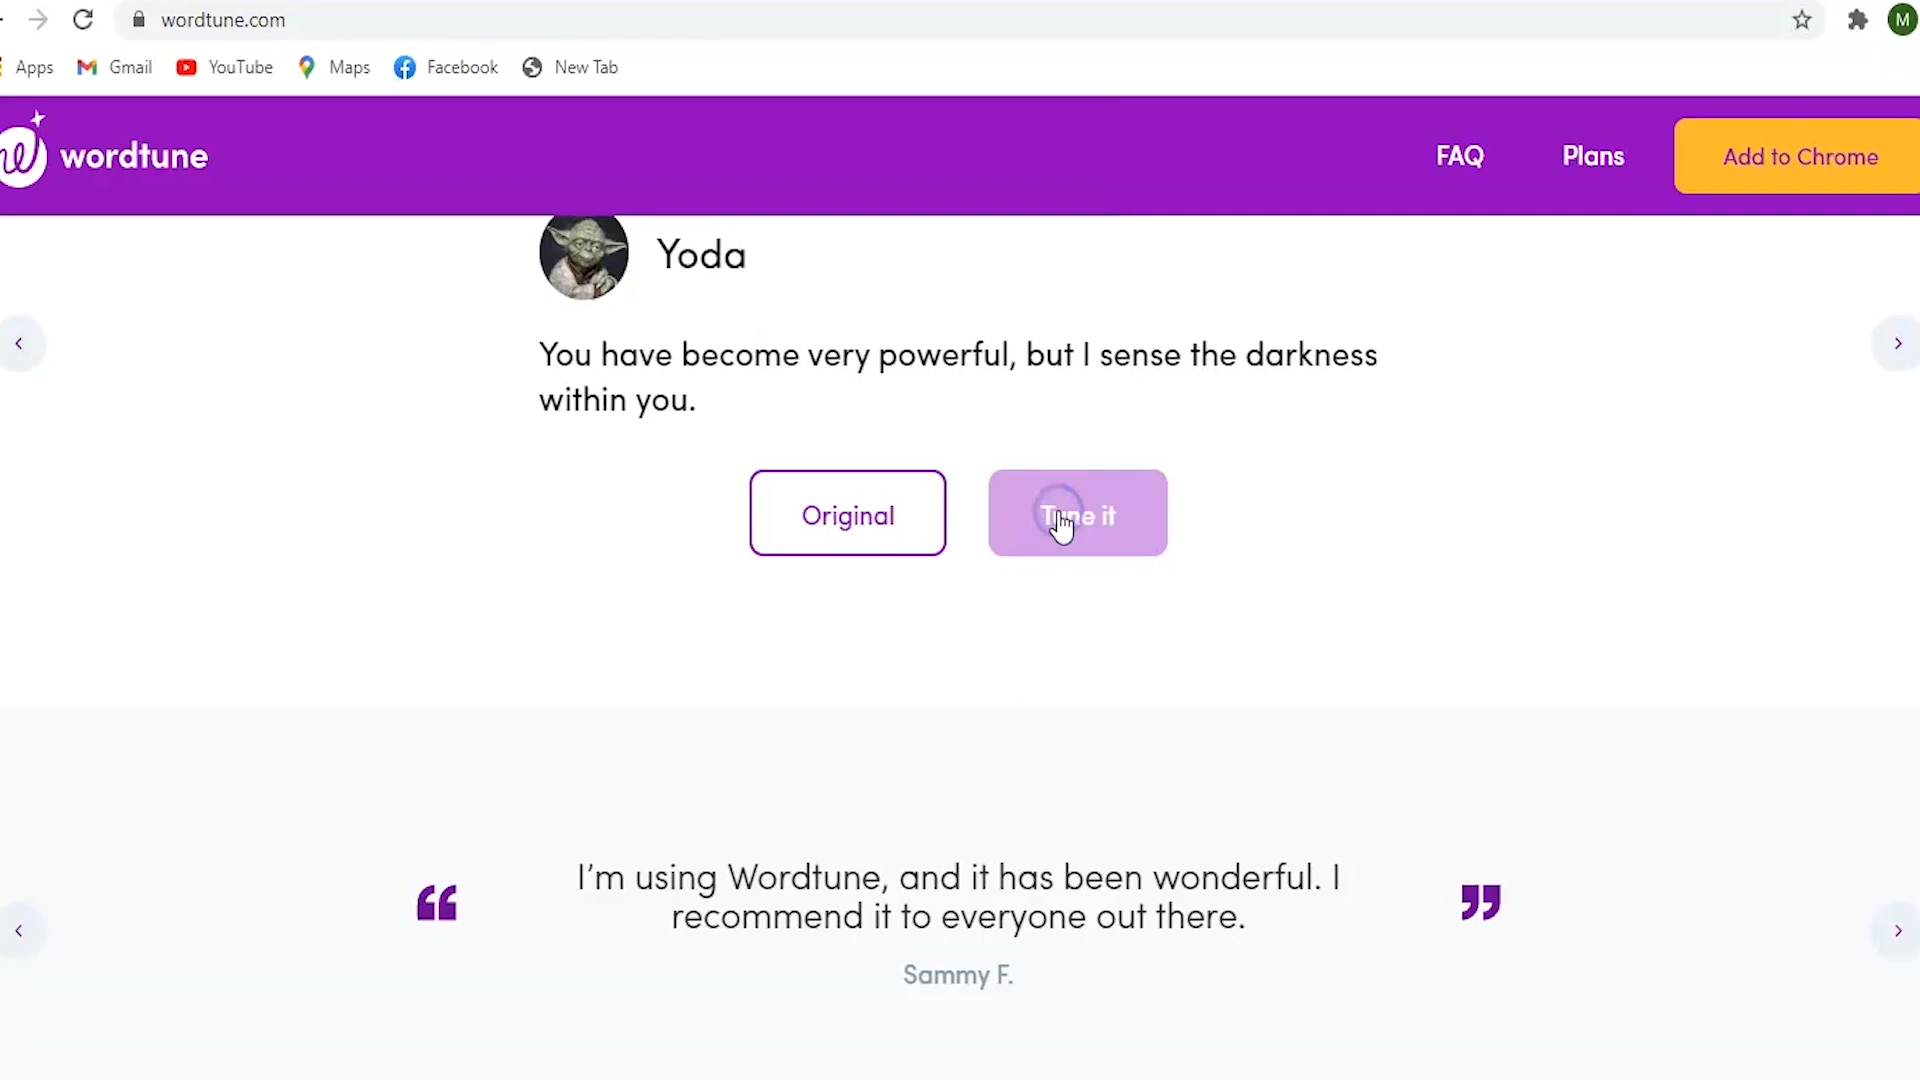 wordtune.com
M
Apps Gmail YouTube Maps Facebook New Tab
w wordtune FAQ Plans Add to Chrome
Yoda
You have become very powerful, but I sense the darkness
within you.
Original Tune it
“ I’m using Wordtune, and it has been wonderful. I ”
recommend it to everyone out there.
Sammy F.